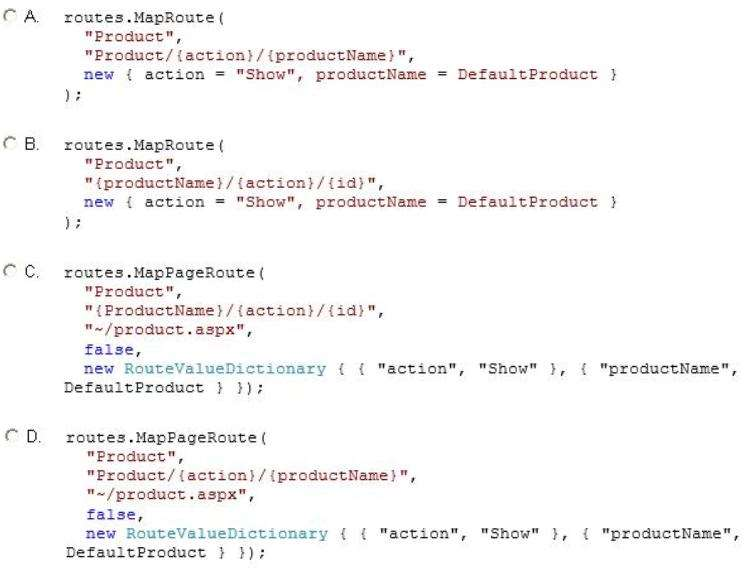 A. routes.MapRoute(
"Product",
"Product/{action}/{productName}",
new { action = "Show", productName = DefaultProduct }
);
B. routes.MapRoute(
"Product",
"{productName}/{action}/{id}",
new { action = "Show", productName = DefaultProduct }
);
C. routes.MapPageRoute(
"Product",
"{ProductName}/{action}/{id}",
"~/product.aspx",
false,
new RouteValueDictionary { { "action", "Show" }, { "productName",
DefaultProduct } });
D. routes.MapPageRoute(
"Product",
"Product/{action}/{productName}",
"~/product.aspx",
false,
new RouteValueDictionary { { "action", "Show" }, { "productName",
DefaultProduct } });